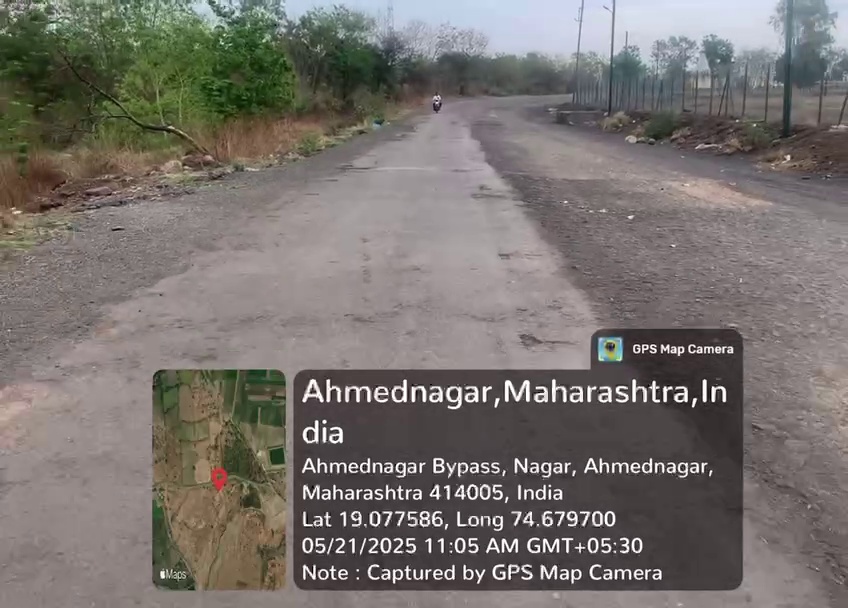 GPS Map Camera
Ahmednagar,Maharashtra,In
dia
Ahmednagar Bypass, Nagar, Ahmednagar,
Maharashtra 414005, India
Lat 19.077586, Long 74.679700
05/21/2025 11:05 AM GMT+05:30
Note : Captured by GPS Map Camera
Maps